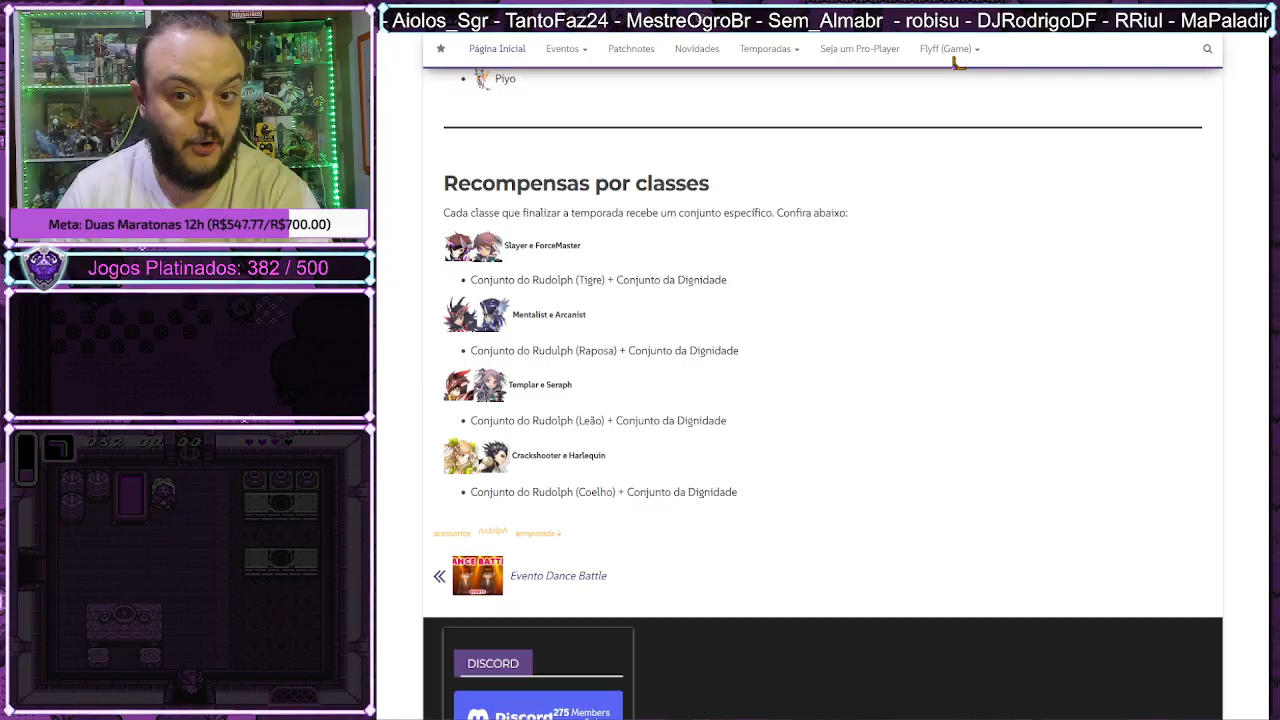 - Aiolos_Sgr - TantoFaz24 - MestreOgroBr - Sem_Almabr - robisu - DJRodrigoDF - RRiul - MaPaladir
Página Inicial Eventos Patchnotes Novidades Temporadas Seja um Pro-Player Flyff (Game)
Piyo
Recompensas por classes
Cada classe que finalizar a temporada recebe um conjunto específico. Confira abaixo:
Slayer e ForceMaster
Conjunto do Rudolph (Tigre) + Conjunto da Dignidade
Mentalist e Arcanist
Conjunto do Rudulph (Raposa) + Conjunto da Dignidade
Templar e Seraph
Conjunto do Rudolph (Leão) + Conjunto da Dignidade
Crackshooter e Harlequin
Conjunto do Rudolph (Coelho) + Conjunto da Dignidade
acessorios rudolph temporada 4
Evento Dance Battle
DISCORD
Discord 275 Members
Meta: Duas Maratonas 12h (R$547.77/R$700.00)
Jogos Platinados: 382 / 500